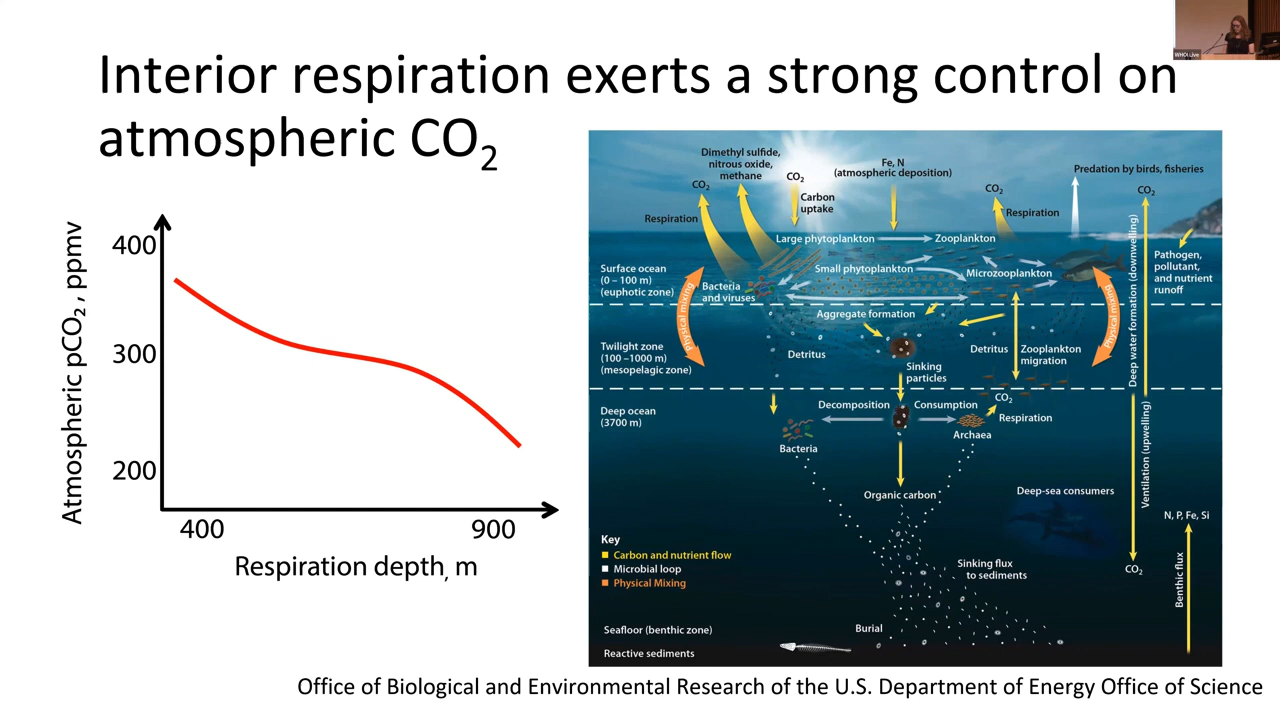 Interior respiration exerts a strong control on
atmospheric CO2
WHOI Live
Atmospheric pCO2, ppmv
400
300
200
400
900
Respiration depth, m
Dimethyl sulfide,
nitrous oxide,
methane
CO2
Respiration
CO2
Carbon
uptake
Fe, N
(atmospheric deposition)
CO2
Respiration
Predation by birds, fisheries
CO2
Large phytoplankton
Zooplankton
Small phytoplankton
Microzooplankton
Pathogen,
pollutant,
and nutrient
runoff
Surface ocean
(0 – 100 m)
(euphotic zone)
Bacteria
and viruses
Physical mixing
Physical mixing
Deep water formation (downwelling)
Aggregate formation
Twilight zone
(100 –1000 m)
(mesopelagic zone)
Detritus
Sinking
particles
Detritus
Zooplankton
migration
Deep ocean
(3700 m)
Decomposition
Consumption
CO2
Respiration
Bacteria
Archaea
Ventilation (upwelling)
Organic carbon
Deep-sea consumers
N, P, Fe, Si
Key
Carbon and nutrient flow
Microbial loop
Physical Mixing
Sinking flux
to sediments
CO2
Benthic flux
Seafloor (benthic zone)
Burial
Reactive sediments
Office of Biological and Environmental Research of the U.S. Department of Energy Office of Science